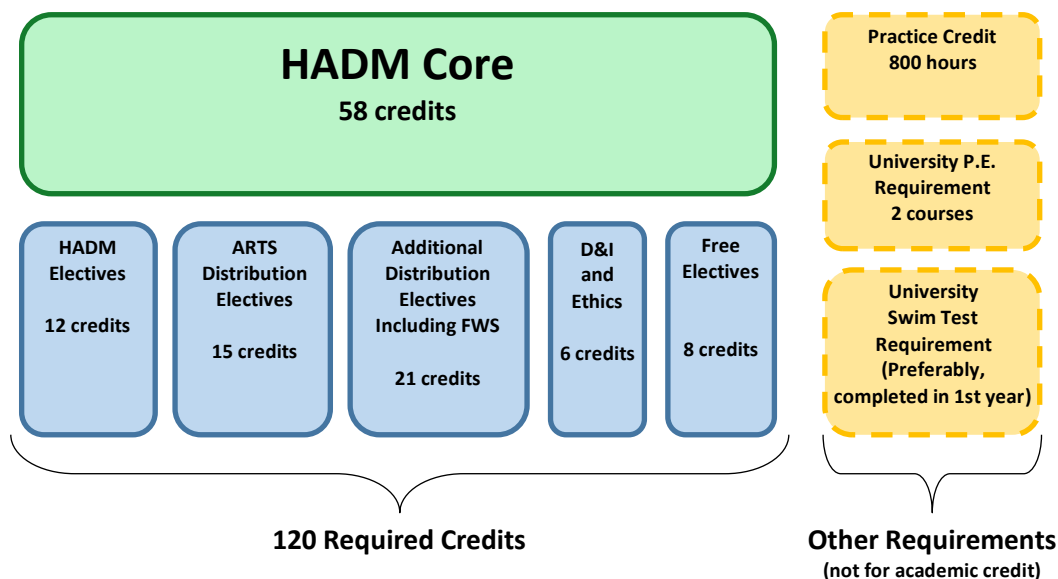 HADM Core
58 credits
HADM
Electives
12 credits
ARTS
Distribution
Electives
15 credits
Additional
Distribution
Electives
Including FWS
21 credits
D&I
and
Ethics
6 credits
Free
Electives
8 credits
120 Required Credits
Practice Credit
800 hours
University P.E.
Requirement
2 courses
University
Swim Test
Requirement
(Preferably,
completed in 1st year)
Other Requirements
(not for academic credit)